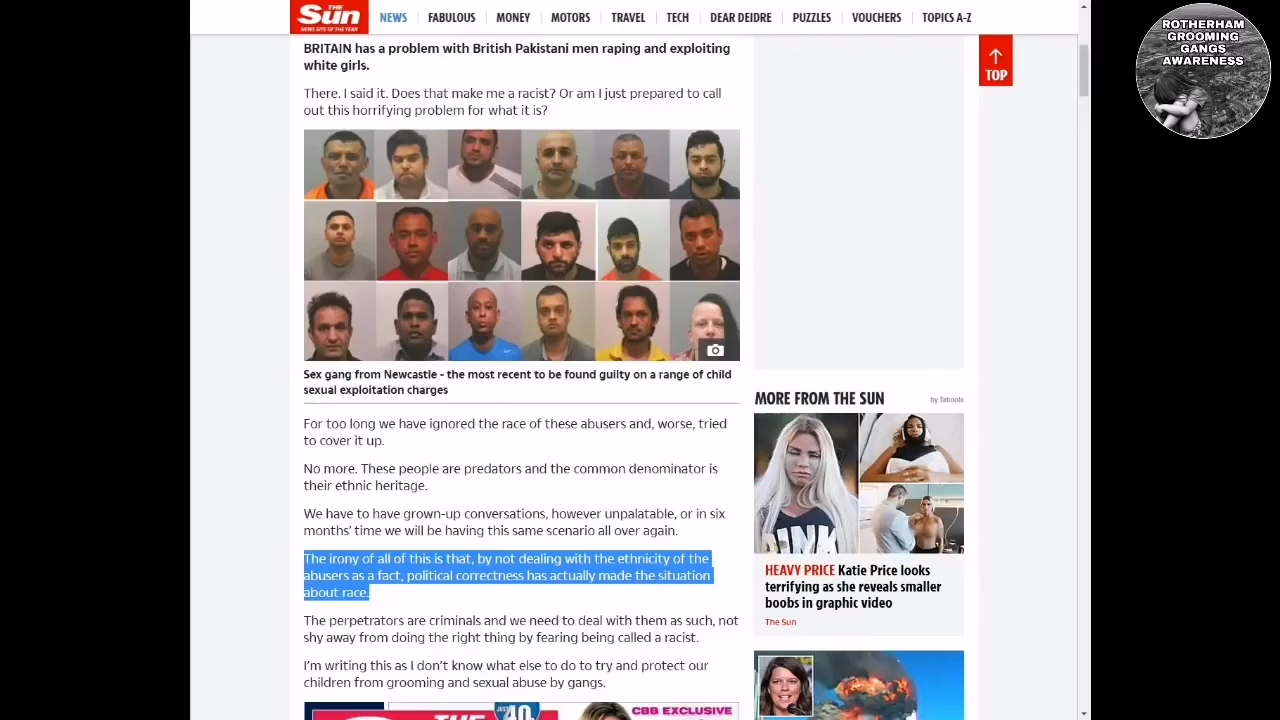 THE
Sun
NEWS SITE OF THE YEAR
NEWS
FABULOUS
MONEY
MOTORS
TRAVEL
TECH
DEAR DEIDRE
PUZZLES
VOUCHERS
TOPICS A-Z
ROTHERHAM
GROOMING
GANGS
AWARENESS
TOP
BRITAIN has a problem with British Pakistani men raping and exploiting
white girls.
There. I said it. Does that make me a racist? Or am I just prepared to call
out this horrifying problem for what it is?
Sex gang from Newcastle - the most recent to be found guilty on a range of child
sexual exploitation charges
For too long we have ignored the race of these abusers and, worse, tried
to cover it up.
No more. These people are predators and the common denominator is
their ethnic heritage.
We have to have grown-up conversations, however unpalatable, or in six
months' time we will be having this same scenario all over again.
The irony of all of this is that, by not dealing with the ethnicity of the
abusers as a fact, political correctness has actually made the situation
about race.
The perpetrators are criminals and we need to deal with them as such, not
shy away from doing the right thing by fearing being called a racist.
I'm writing this as I don't know what else to do to try and protect our
children from grooming and sexual abuse by gangs.
THE
JUST
40
CBB EXCLUSIVE
MORE FROM THE SUN
by Taboola
PINK
HEAVY PRICE Katie Price looks
terrifying as she reveals smaller
boobs in graphic video
The Sun